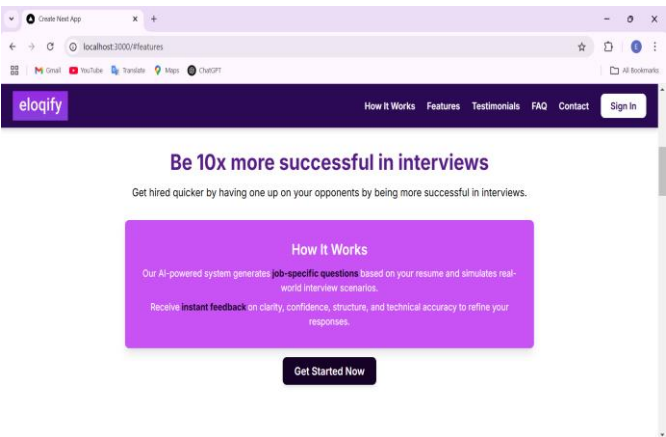 Create Next App
localhost:3000/#features
Gmail YouTube Translate Maps ChatGPT All Bookmarks
eloqify How It Works Features Testimonials FAQ Contact Sign In
Be 10x more successful in interviews
Get hired quicker by having one up on your opponents by being more successful in interviews.
How It Works
Our AI-powered system generates job-specific questions based on your resume and simulates real-
world interview scenarios.
Receive instant feedback on clarity, confidence, structure, and technical accuracy to refine your
responses.
Get Started Now